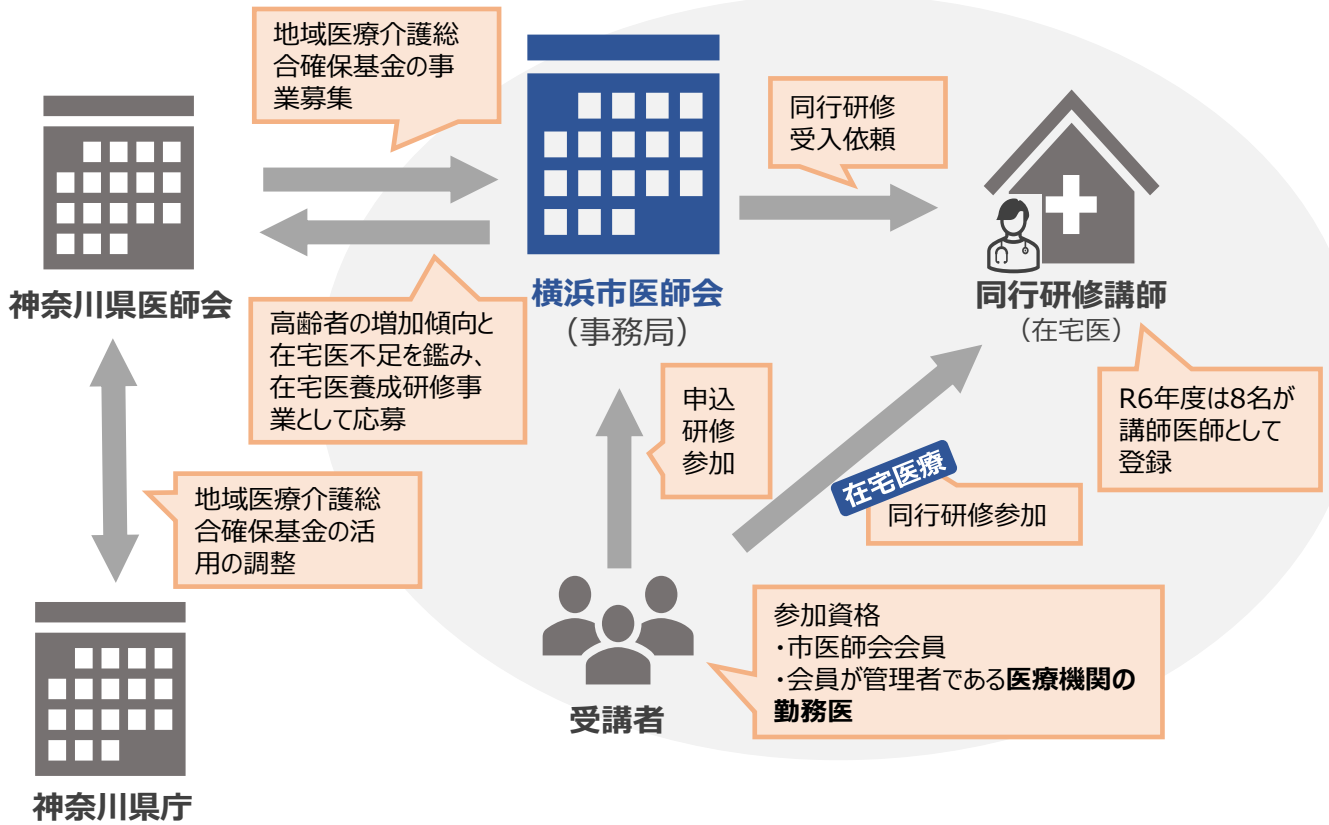 地域医療介護総
合確保基金の事
業募集
同行研修
受入依頼
神奈川県医師会
横浜市医師会
（事務局）
同行研修講師
（在宅医）
高齢者の増加傾向と
在宅医不足を鑑み、
在宅医養成研修事
業として応募
申込
研修
参加
R6年度は8名が
講師医師として
登録
在宅医療
同行研修参加
地域医療介護総
合確保基金の活
用の調整
参加資格
・市医師会会員
・会員が管理者である医療機関の
勤務医
受講者
神奈川県庁